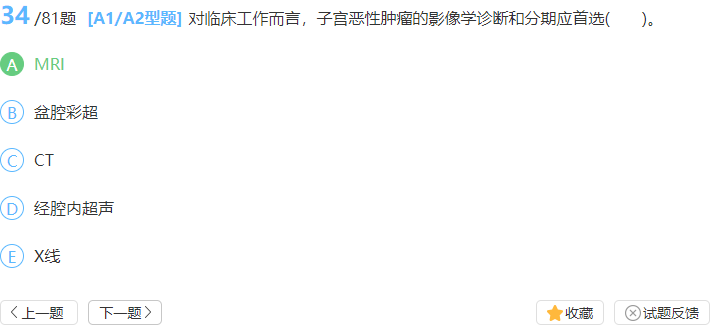 34/81题 [A1/A2型题] 对临床工作而言，子宫恶性肿瘤的影像学诊断和分期应首选(　　)。
A MRI
B 盆腔彩超
C CT
D 经腔内超声
E X线
上一题 下一题 收藏 试题反馈